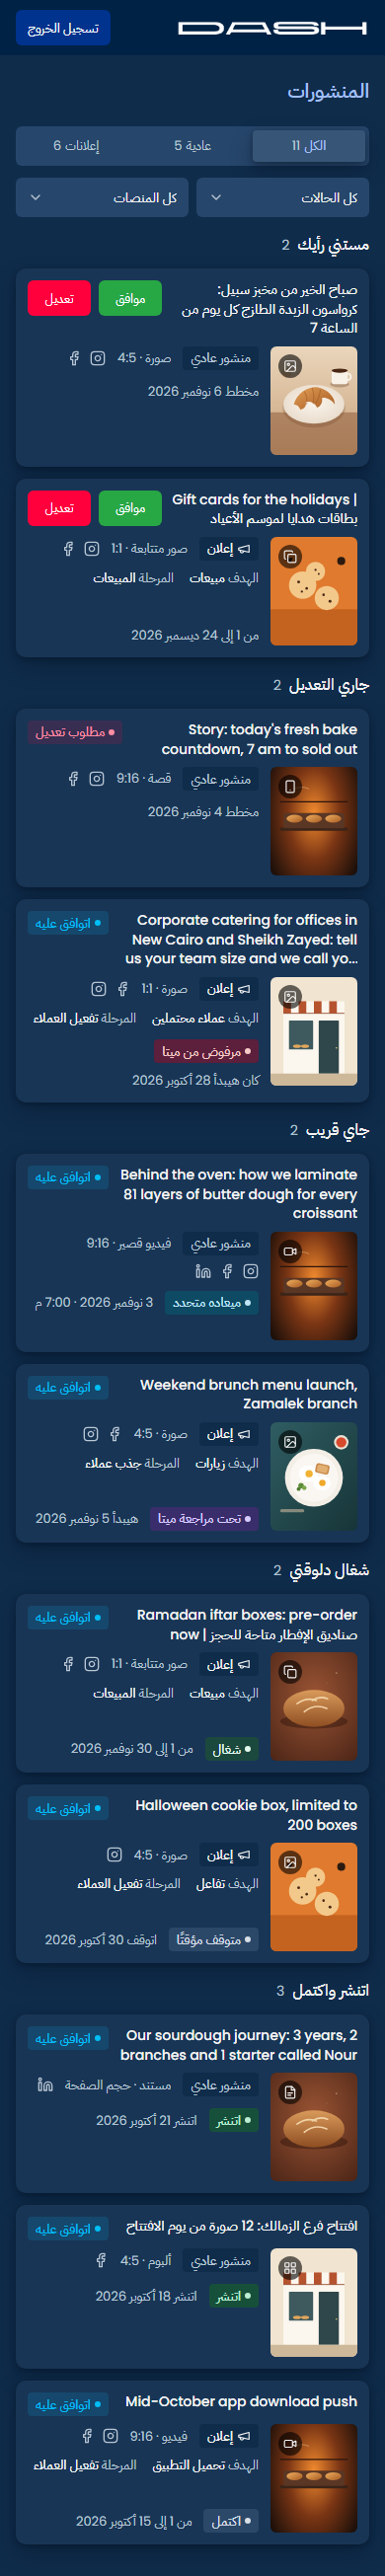 DASH
تسجيل الخروج
المنشورات
الكل 11
عادية 5
إعلانات 6
كل الحالات
كل المنصات
مستني رأيك 2
صباح الخير من مخبز سبيل:
كرواسون الزبدة الطازج كل يوم من
الساعة 7
موافق
تعديل
منشور عادي
صورة · 4:5
مخطط 6 نوفمبر 2026
Gift cards for the holidays |
بطاقات هدايا لموسم الأعياد
موافق
تعديل
إعلان
صور متتابعة · 1:1
الهدف مبيعات
المرحلة المبيعات
من 1 إلى 24 ديسمبر 2026
جاري التعديل 2
Story: today's fresh bake
countdown, 7 am to sold out
مطلوب تعديل
منشور عادي
قصة · 9:16
مخطط 4 نوفمبر 2026
Corporate catering for offices in
New Cairo and Sheikh Zayed: tell
us your team size and we call yo...
اتوافق عليه
إعلان
صورة · 1:1
الهدف عملاء محتملين
المرحلة تفعيل العملاء
مرفوض من ميتا
كان هيبدأ 28 أكتوبر 2026
جاي قريب 2
Behind the oven: how we laminate
81 layers of butter dough for every
croissant
اتوافق عليه
منشور عادي
فيديو قصير · 9:16
ميعاده متحدد
3 نوفمبر 2026 · 7:00 م
Weekend brunch menu launch,
Zamalek branch
اتوافق عليه
إعلان
صورة · 4:5
الهدف زيارات
المرحلة جذب عملاء
تحت مراجعة ميتا
هيبدأ 5 نوفمبر 2026
شغال دلوقتي 2
Ramadan iftar boxes: pre-order
now | صناديق الإفطار متاحة للحجز
اتوافق عليه
إعلان
صور متتابعة · 1:1
الهدف مبيعات
المرحلة المبيعات
شغال
من 1 إلى 30 نوفمبر 2026
Halloween cookie box, limited to
200 boxes
اتوافق عليه
إعلان
صورة · 4:5
الهدف تفاعل
المرحلة تفعيل العملاء
متوقف مؤقتًا
اتوقف 30 أكتوبر 2026
اتنشر واكتمل 3
Our sourdough journey: 3 years, 2
branches and 1 starter called Nour
اتوافق عليه
منشور عادي
مستند · حجم الصفحة
اتنشر
اتنشر 21 أكتوبر 2026
افتتاح فرع الزمالك: 12 صورة من يوم الافتتاح
اتوافق عليه
منشور عادي
ألبوم · 4:5
اتنشر
اتنشر 18 أكتوبر 2026
Mid-October app download push
اتوافق عليه
إعلان
فيديو · 9:16
الهدف تحميل التطبيق
المرحلة تفعيل العملاء
اكتمل
من 1 إلى 15 أكتوبر 2026